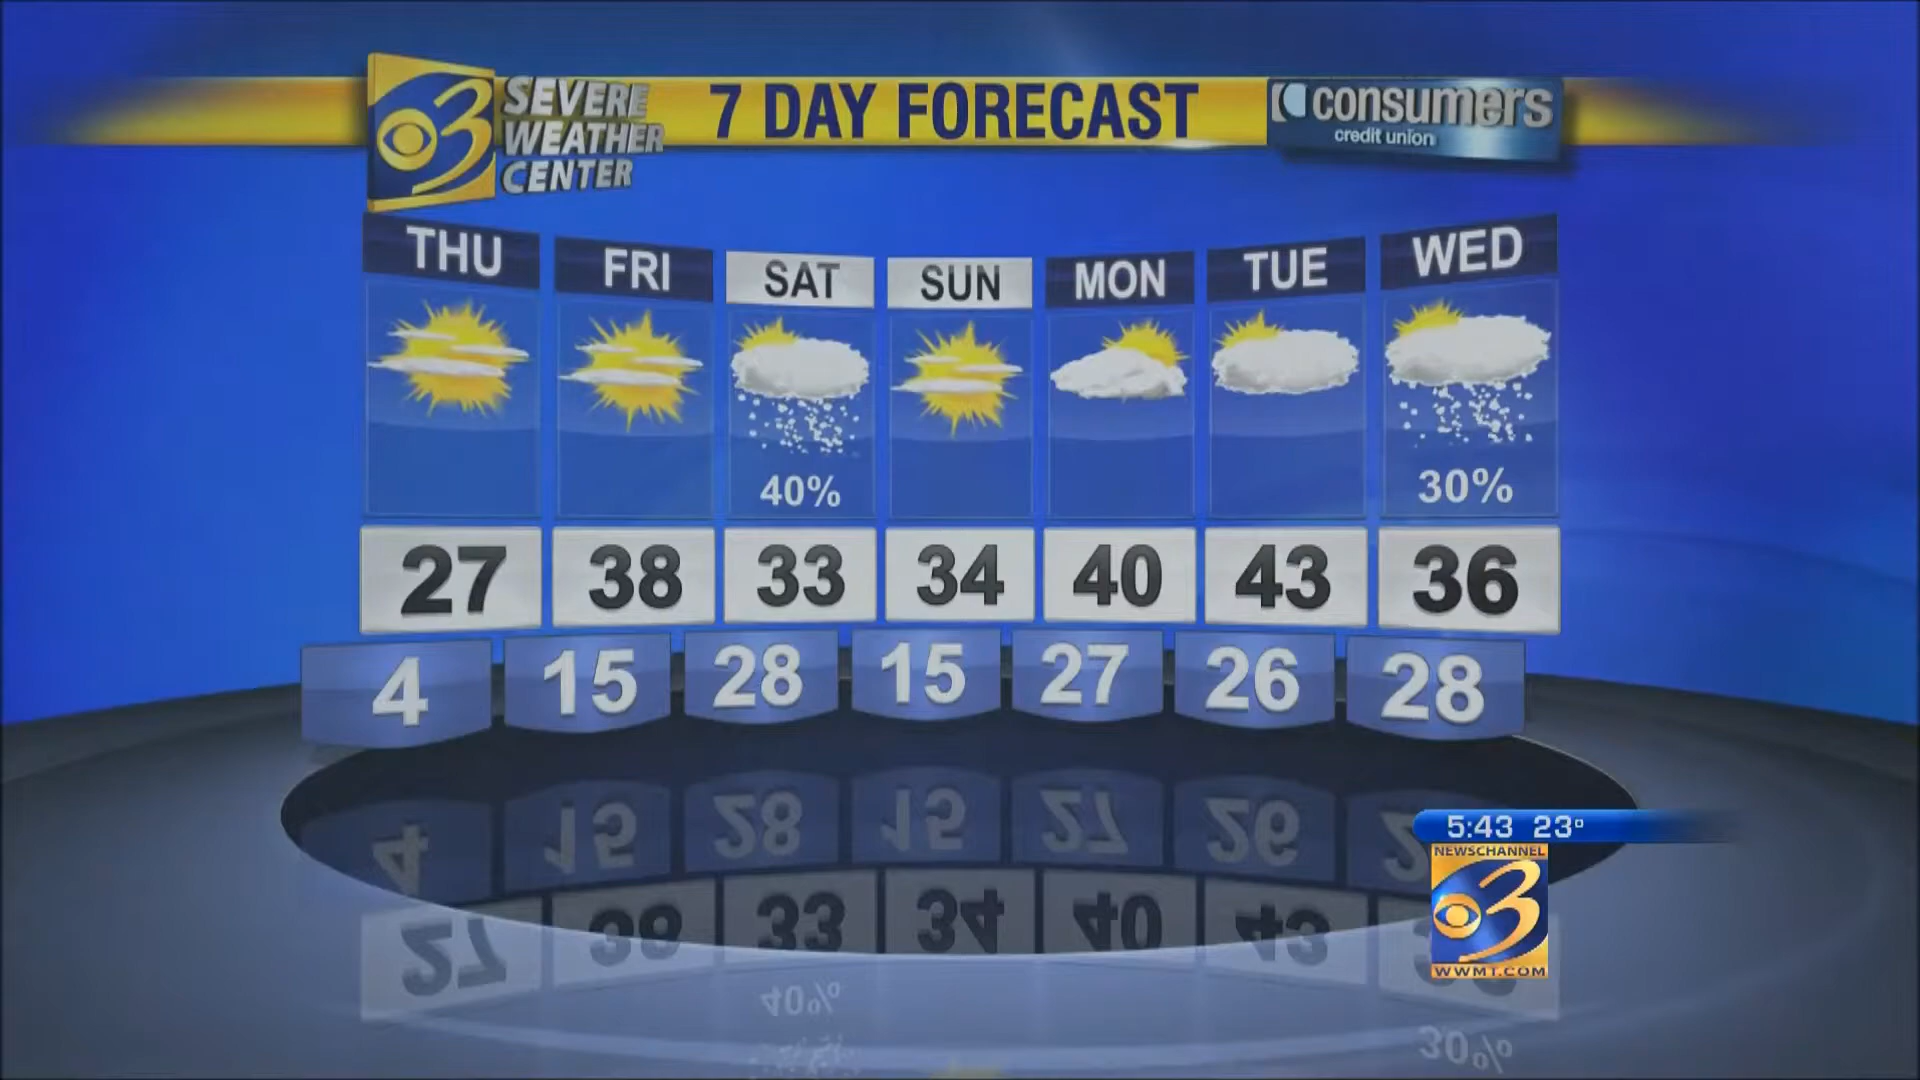 3 SEVERE
WEATHER
CENTER
7 DAY FORECAST
consumers
credit union
THU FRI SAT SUN MON TUE WED
40% 30%
27 38 33 34 40 43 36
4 15 28 15 27 26 28
5:43 23°
NEWSCHANNEL
3
WWMT.COM